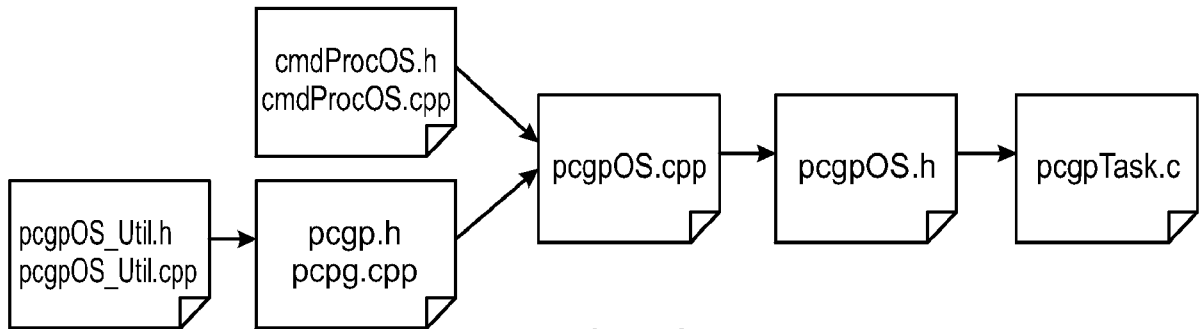 cmdProcOS.h
cmdProcOS.cpp
pcgpOS.cpp
pcgpOS.h
pcgpTask.c
pcgpOS_Util.h
pcgpOS_Util.cpp
pcgp.h
pcpg.cpp